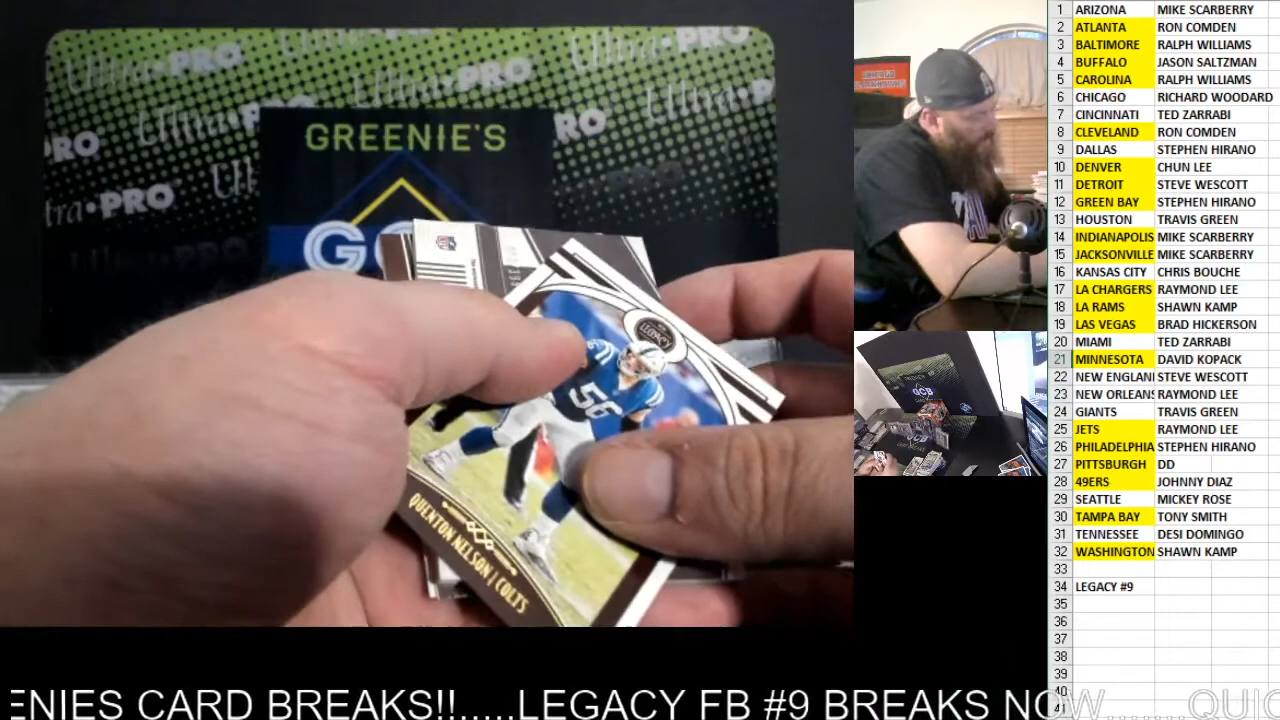 Ultra•PRO
GREENIE'S
GCB
LEGACY
56
QUENTON NELSON | COLTS
1 ARIZONA MIKE SCARBERRY
2 ATLANTA RON COMDEN
3 BALTIMORE RALPH WILLIAMS
4 BUFFALO JASON SALTZMAN
5 CAROLINA RALPH WILLIAMS
6 CHICAGO RICHARD WOODARD
7 CINCINNATI TED ZARRABI
8 CLEVELAND RON COMDEN
9 DALLAS STEPHEN HIRANO
10 DENVER CHUN LEE
11 DETROIT STEVE WESCOTT
12 GREEN BAY STEPHEN HIRANO
13 HOUSTON TRAVIS GREEN
14 INDIANAPOLIS MIKE SCARBERRY
15 JACKSONVILLE MIKE SCARBERRY
16 KANSAS CITY CHRIS BOUCHE
17 LA CHARGERS RAYMOND LEE
18 LA RAMS SHAWN KAMP
19 LAS VEGAS BRAD HICKERSON
20 MIAMI TED ZARRABI
21 MINNESOTA DAVID KOPACK
22 NEW ENGLAN STEVE WESCOTT
23 NEW ORLEANS RAYMOND LEE
24 GIANTS TRAVIS GREEN
25 JETS RAYMOND LEE
26 PHILADELPHIA STEPHEN HIRANO
27 PITTSBURGH DD
28 49ERS JOHNNY DIAZ
29 SEATTLE MICKEY ROSE
30 TAMPA BAY TONY SMITH
31 TENNESSEE DESI DOMINGO
32 WASHINGTON SHAWN KAMP
33
34 LEGACY #9
35
36
37
38
39
40
41
ENIES CARD BREAKS!!.....LEGACY FB #9 BREAKS NOW....... QUIC